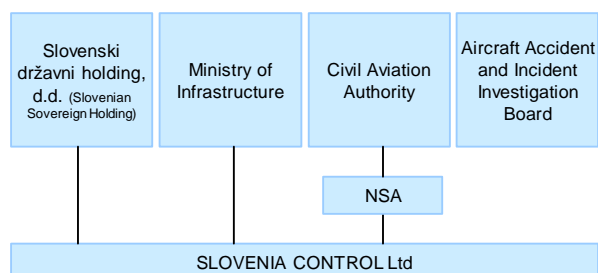 Slovenski
državni holding,
d.d. (Slovenian
Sovereign Holding)
Ministry of
Infrastructure
Civil Aviation
Authority
Aircraft Accident
and Incident
Investigation
Board
NSA
SLOVENIA CONTROL Ltd